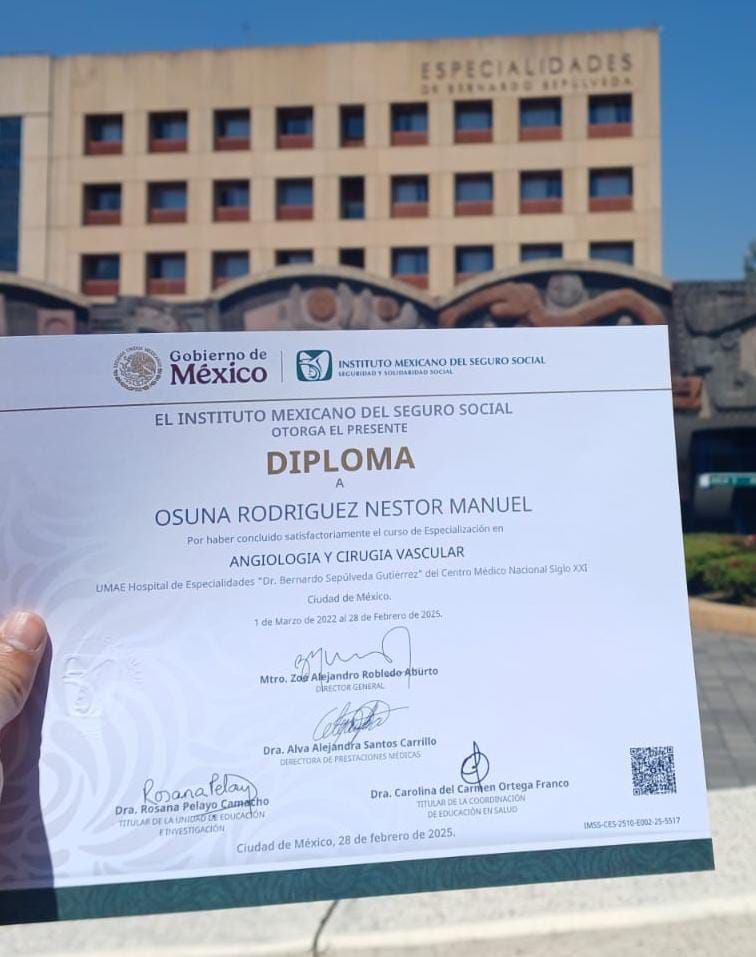 ESPECIALIDADES
DR BERNARDO SEPÚLVEDA
Gobierno de
México
INSTITUTO MEXICANO DEL SEGURO SOCIAL
SEGURIDAD Y SOLIDARIDAD SOCIAL
EL INSTITUTO MEXICANO DEL SEGURO SOCIAL
OTORGA EL PRESENTE
DIPLOMA
A
OSUNA RODRIGUEZ NESTOR MANUEL
Por haber concluido satisfactoriamente el curso de Especialización en
ANGIOLOGIA Y CIRUGIA VASCULAR
UMAE Hospital de Especialidades "Dr. Bernardo Sepúlveda Gutiérrez" del Centro Médico Nacional Siglo XXI
Ciudad de México.
1 de Marzo de 2022 al 28 de Febrero de 2025.
Mtro. Zoé Alejandro Robledo Aburto
DIRECTOR GENERAL
Dra. Alva Alejandra Santos Carrillo
DIRECTORA DE PRESTACIONES MÉDICAS
Rosana Pelayo
Dra. Rosana Pelayo Camacho
TITULAR DE LA UNIDAD DE EDUCACIÓN
E INVESTIGACIÓN
Dra. Carolina del Carmen Ortega Franco
TITULAR DE LA COORDINACIÓN
DE EDUCACIÓN EN SALUD
IMSS-CES-2510-E002-25-5517
Ciudad de México, 28 de febrero de 2025.